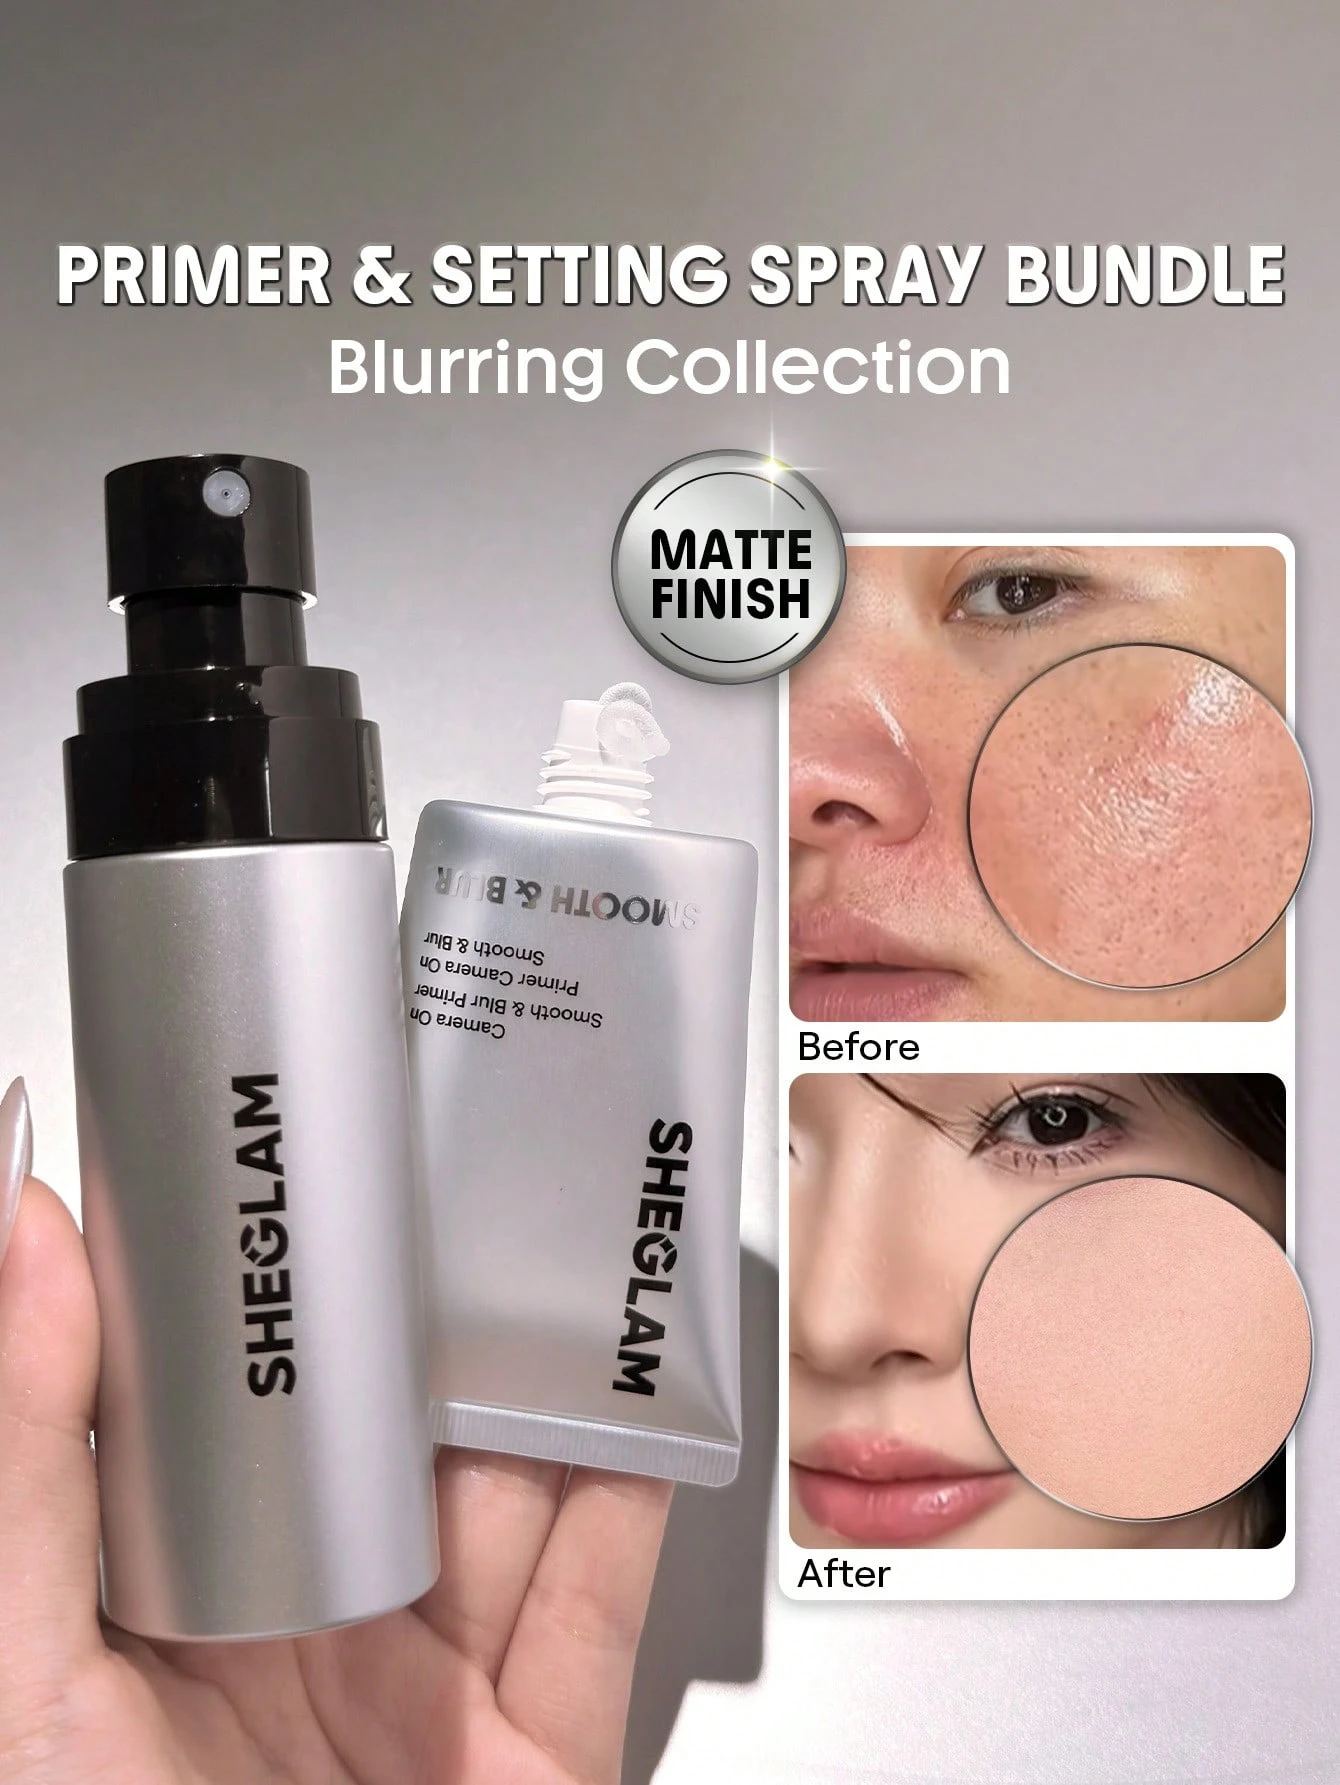 PRIMER & SETTING SPRAY BUNDLE
Blurring Collection
MATTE
FINISH
SHEGLAM
SHEGLAM
Camera On
Smooth & Blur Primer
Primer Camera On
Smooth & Blur
SMOOTH & BLUR
Before
After